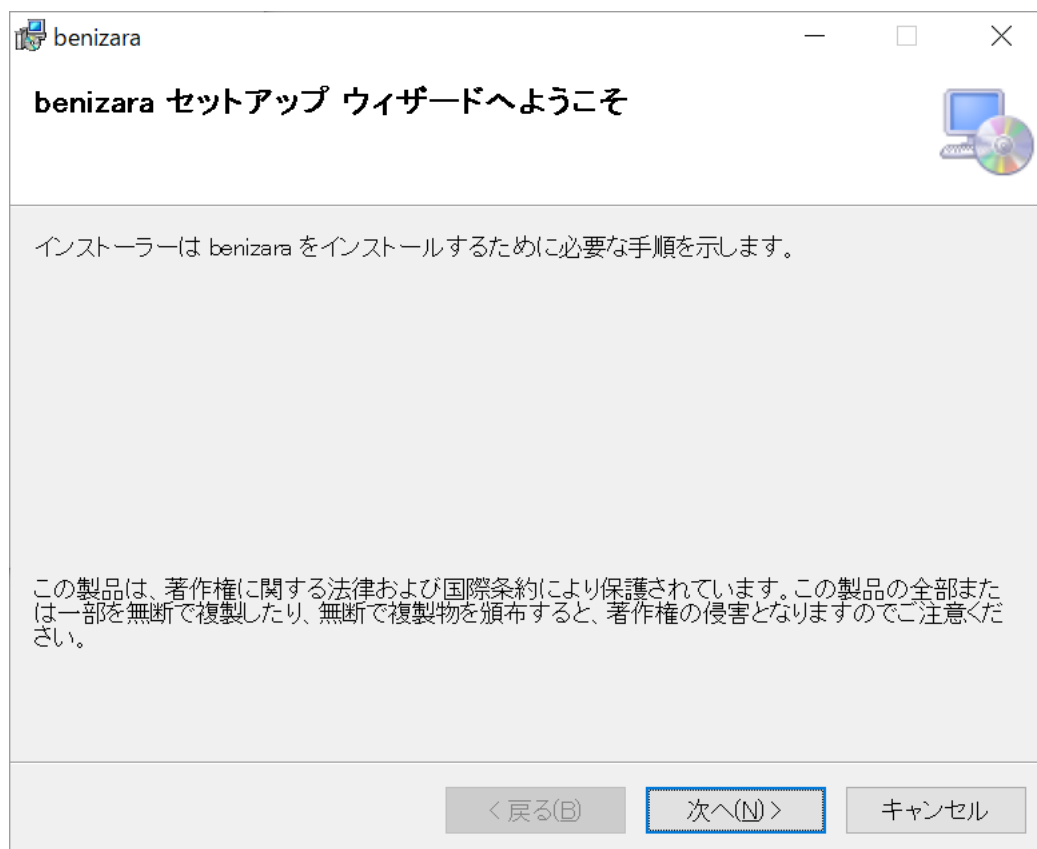 benizara
benizara セットアップ ウィザードへようこそ
インストーラーは benizara をインストールするために必要な手順を示します。
この製品は、著作権に関する法律および国際条約により保護されています。この製品の全部また
は一部を無断で複製したり、無断で複製物を頒布すると、著作権の侵害となりますのでご注意くだ
さい。
< 戻る(B)
次へ(N) >
キャンセル